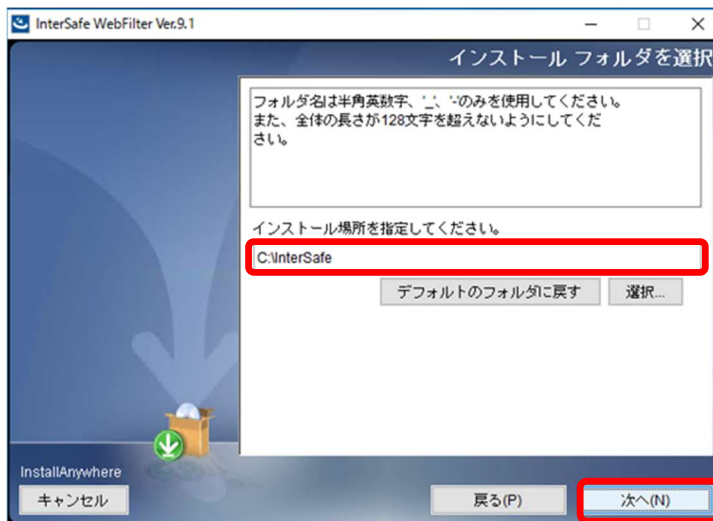 InterSafe WebFilter Ver.9.1
インストール フォルダを選択
フォルダ名は半角英数字、'_'、'-'のみを使用してください。
また、全体の長さが128文字を超えないようにしてくだ
さい。
インストール場所を指定してください。
C:\InterSafe
デフォルトのフォルダに戻す
選択...
InstallAnywhere
キャンセル
戻る(P)
次へ(N)